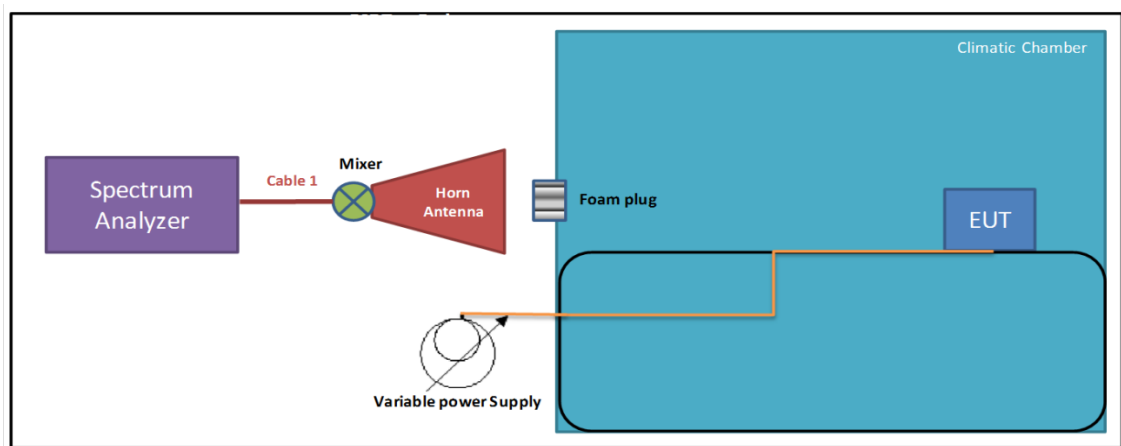 Climatic Chamber
Mixer
Spectrum
Analyzer
Cable 1
Horn
Antenna
Foam plug
EUT
Variable power Supply